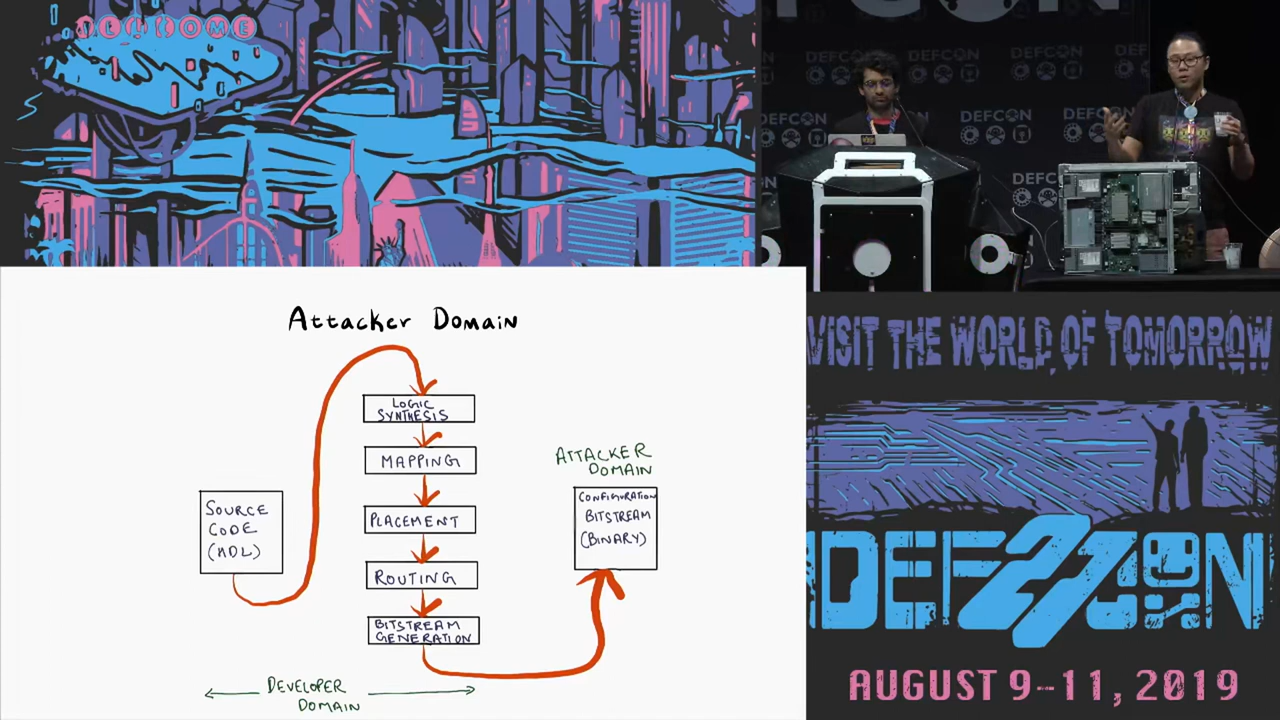 WELCOME
DEFCON
DEFCON
DEFCON
DEFCON
DEFCON
Attacker Domain
LOGIC
SYNTHESIS
MAPPING
PLACEMENT
ROUTING
BITSTREAM
GENERATION
SOURCE
CODE
(HDL)
ATTACKER
DOMAIN
CONFIGURATION
BITSTREAM
(BINARY)
DEVELOPER
DOMAIN
VISIT THE WORLD OF TOMORROW
DEF27CON
AUGUST 9-11, 2019